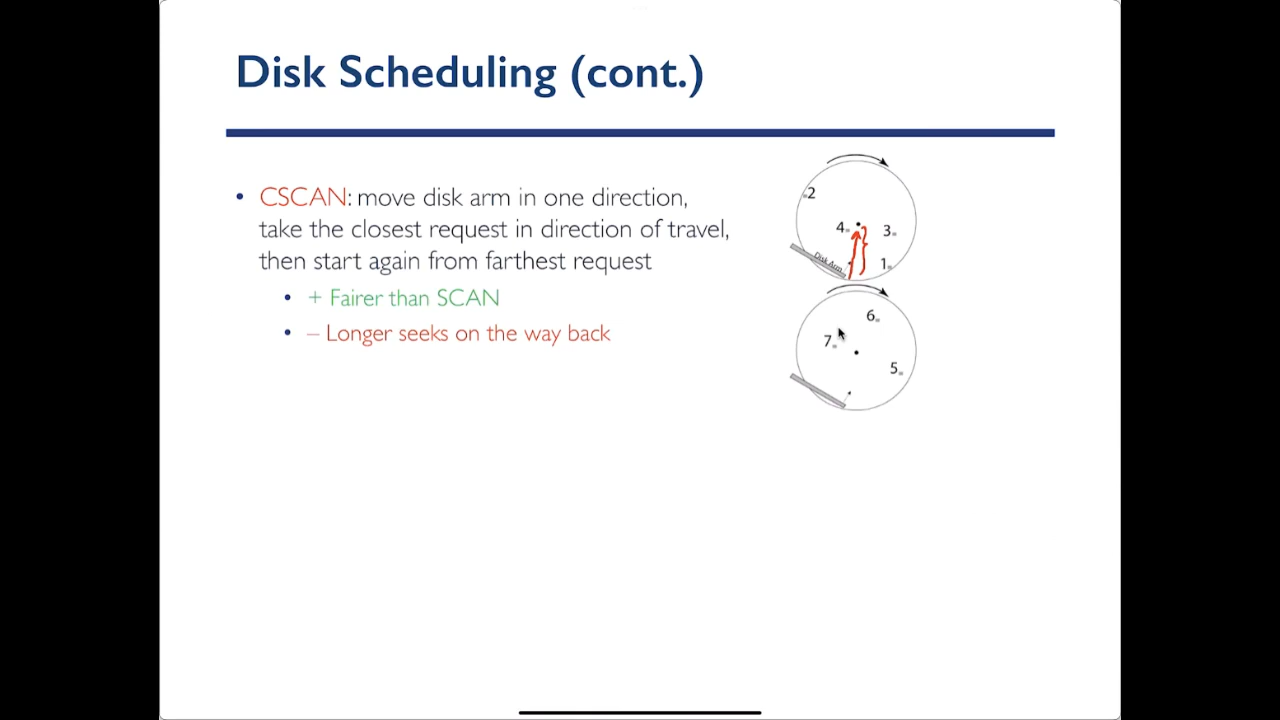 Disk Scheduling (cont.)
• CSCAN: move disk arm in one direction,
take the closest request in direction of travel,
then start again from farthest request
• + Fairer than SCAN
• – Longer seeks on the way back
2
4
3
Disk Arm
1
6
7
5